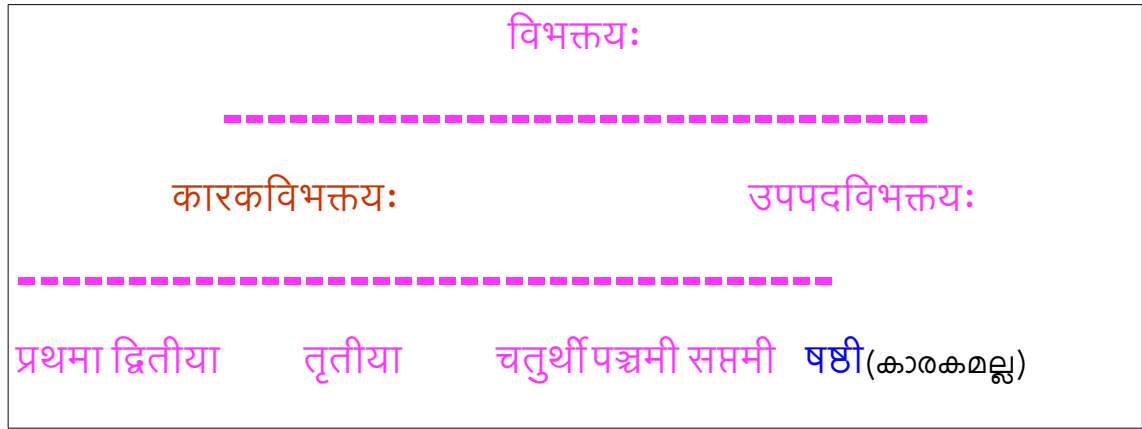 विभक्तयः
कारकविभक्तयः उपपदविभक्तयः
प्रथमा द्वितीया तृतीया चतुर्थी पञ्चमी सप्तमी षष्ठी(കാരകമല്ല)